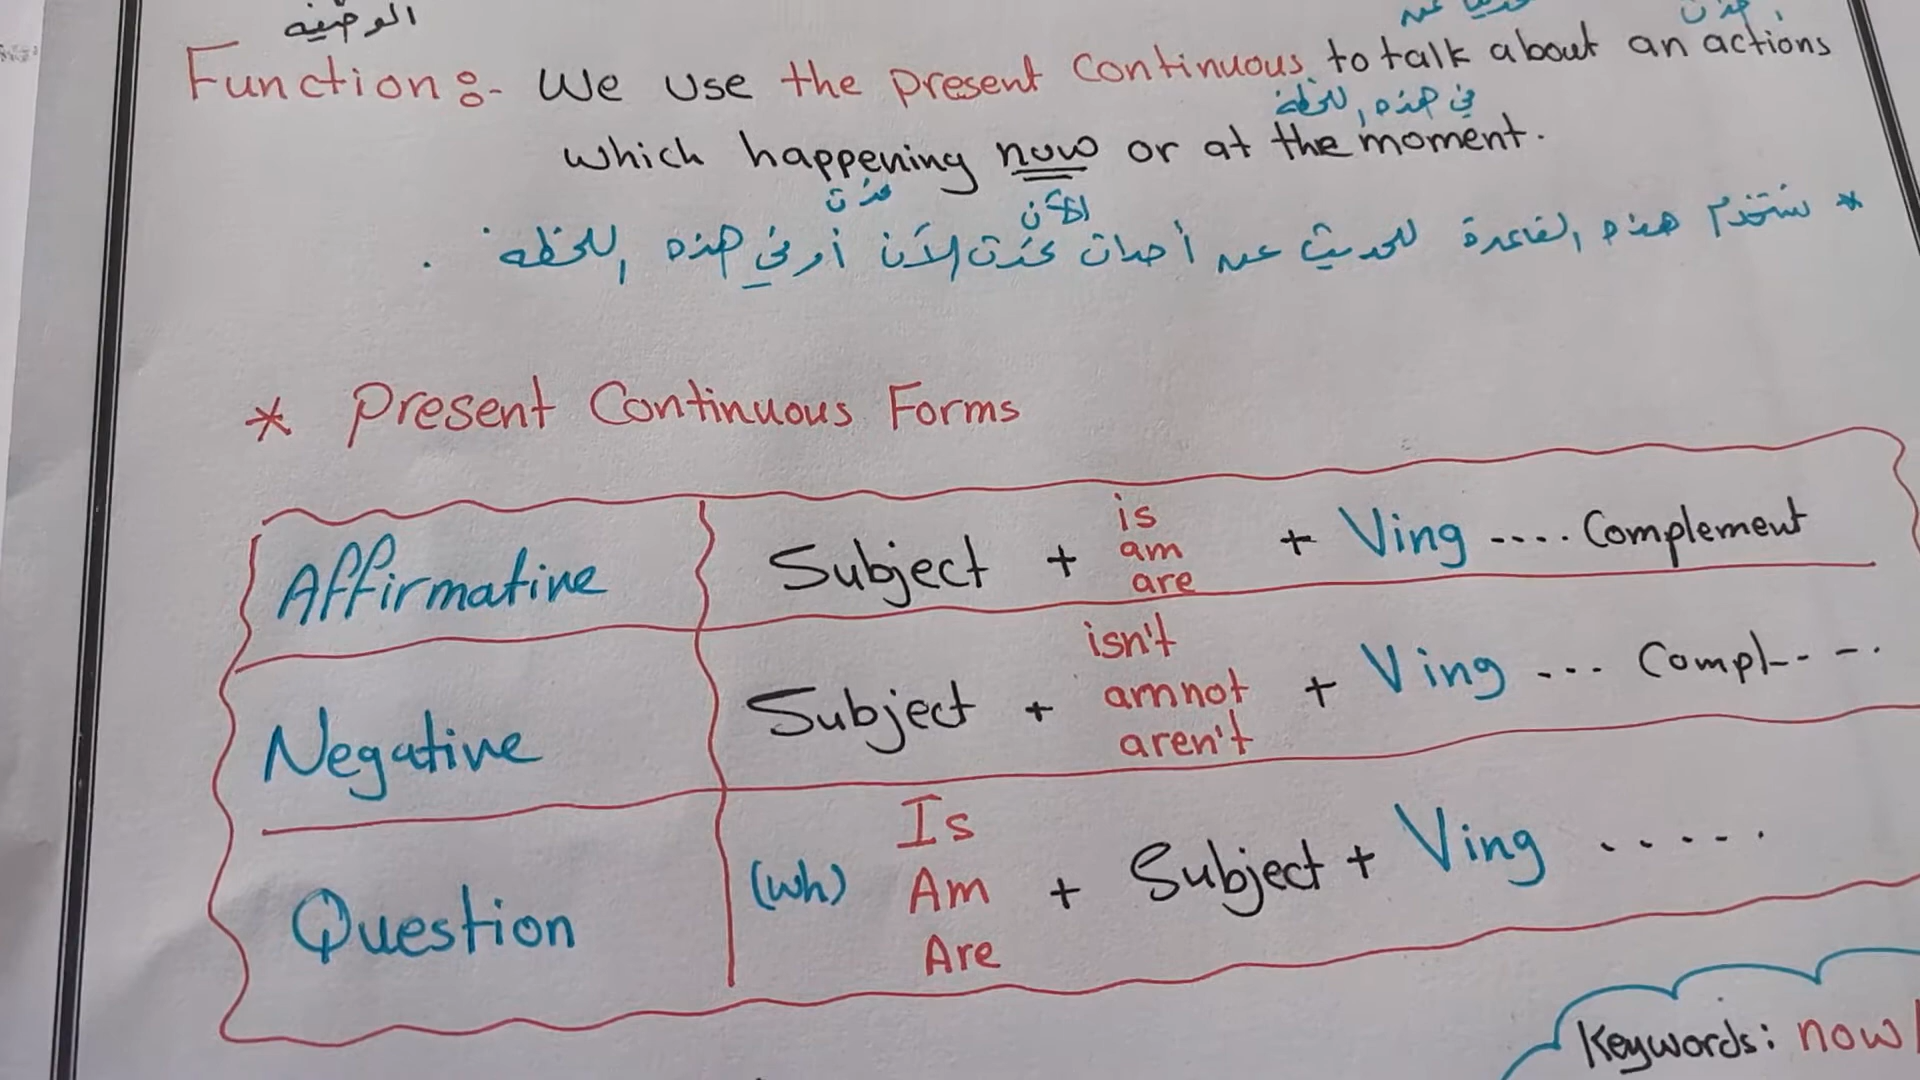 Function:- We use the present Continuous. to talk about an actions
في هذه اللحظة
which happening now or at the moment.
تحدث
الآن
* نستخدم هذه القاعدة للحديث عن أحداث تحدث الآن أو في هذه اللحظة.
* Present Continuous Forms
Affirmative
Subject + is am are + Ving .... Complement
Negative
Subject + isn't am not aren't + Ving ... Compl-- --.
Question
(wh) Is Am Are + Subject + Ving ......
Keywords: now